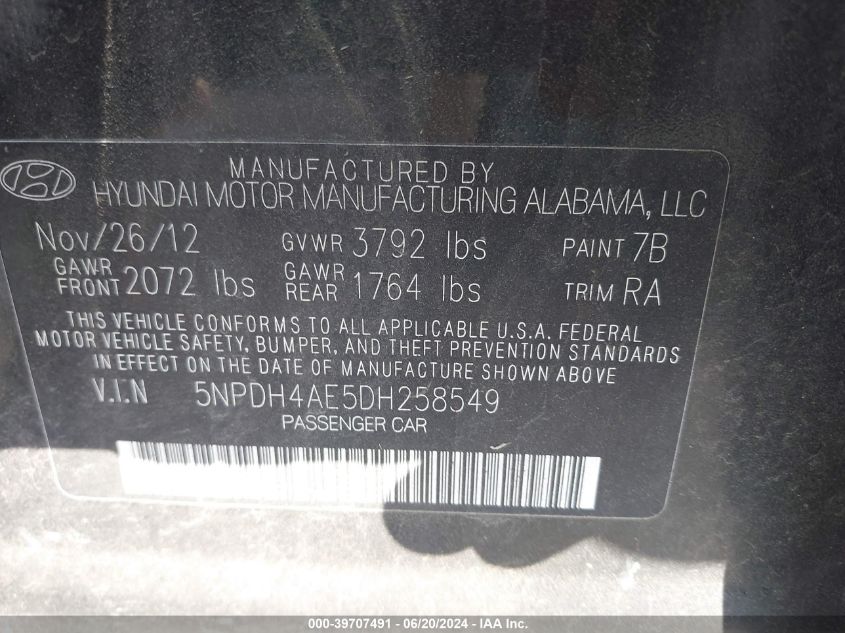 MANUFACTURED BY
HYUNDAI MOTOR MANUFACTURING ALABAMA, LLC
Nov/26/12 GVWR 3792 lbs PAINT 7B
GAWR FRONT 2072 lbs GAWR REAR 1764 lbs TRIM RA
THIS VEHICLE CONFORMS TO ALL APPLICABLE U.S.A. FEDERAL
MOTOR VEHICLE SAFETY, BUMPER, AND THEFT PREVENTION STANDARDS
IN EFFECT ON THE DATE OF MANUFACTURE SHOWN ABOVE
V.I.N 5NPDH4AE5DH258549
PASSENGER CAR
000-39707491 - 06/20/2024 - IAA Inc.